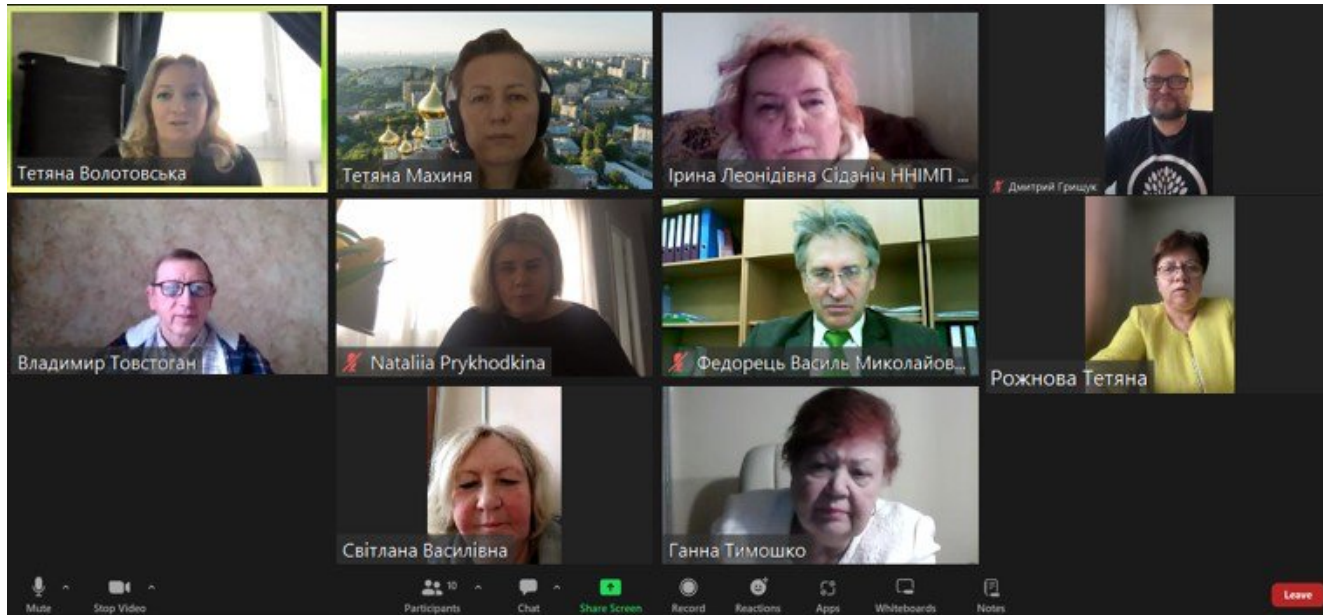 Тетяна Волотовська
Тетяна Махиня
Ірина Леонідівна Сіданіч ННІМП ...
Дмитрий Грищук
Владимир Товстоган
Nataliia Prykhodkina
Федорець Василь Миколайов...
Рожнова Тетяна
Світлана Василівна
Ганна Тимошко
Mute
Stop Video
10
Participants
Chat
Share Screen
Record
Reactions
Apps
Whiteboards
Notes
Leave